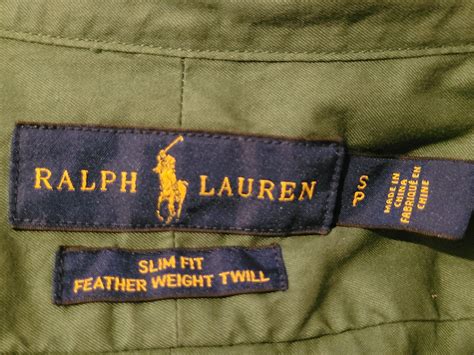 RALPH LAUREN
S
P
MADE IN
CHINA
FABRIQUÉ EN
CHINE
SLIM FIT
FEATHER WEIGHT TWILL